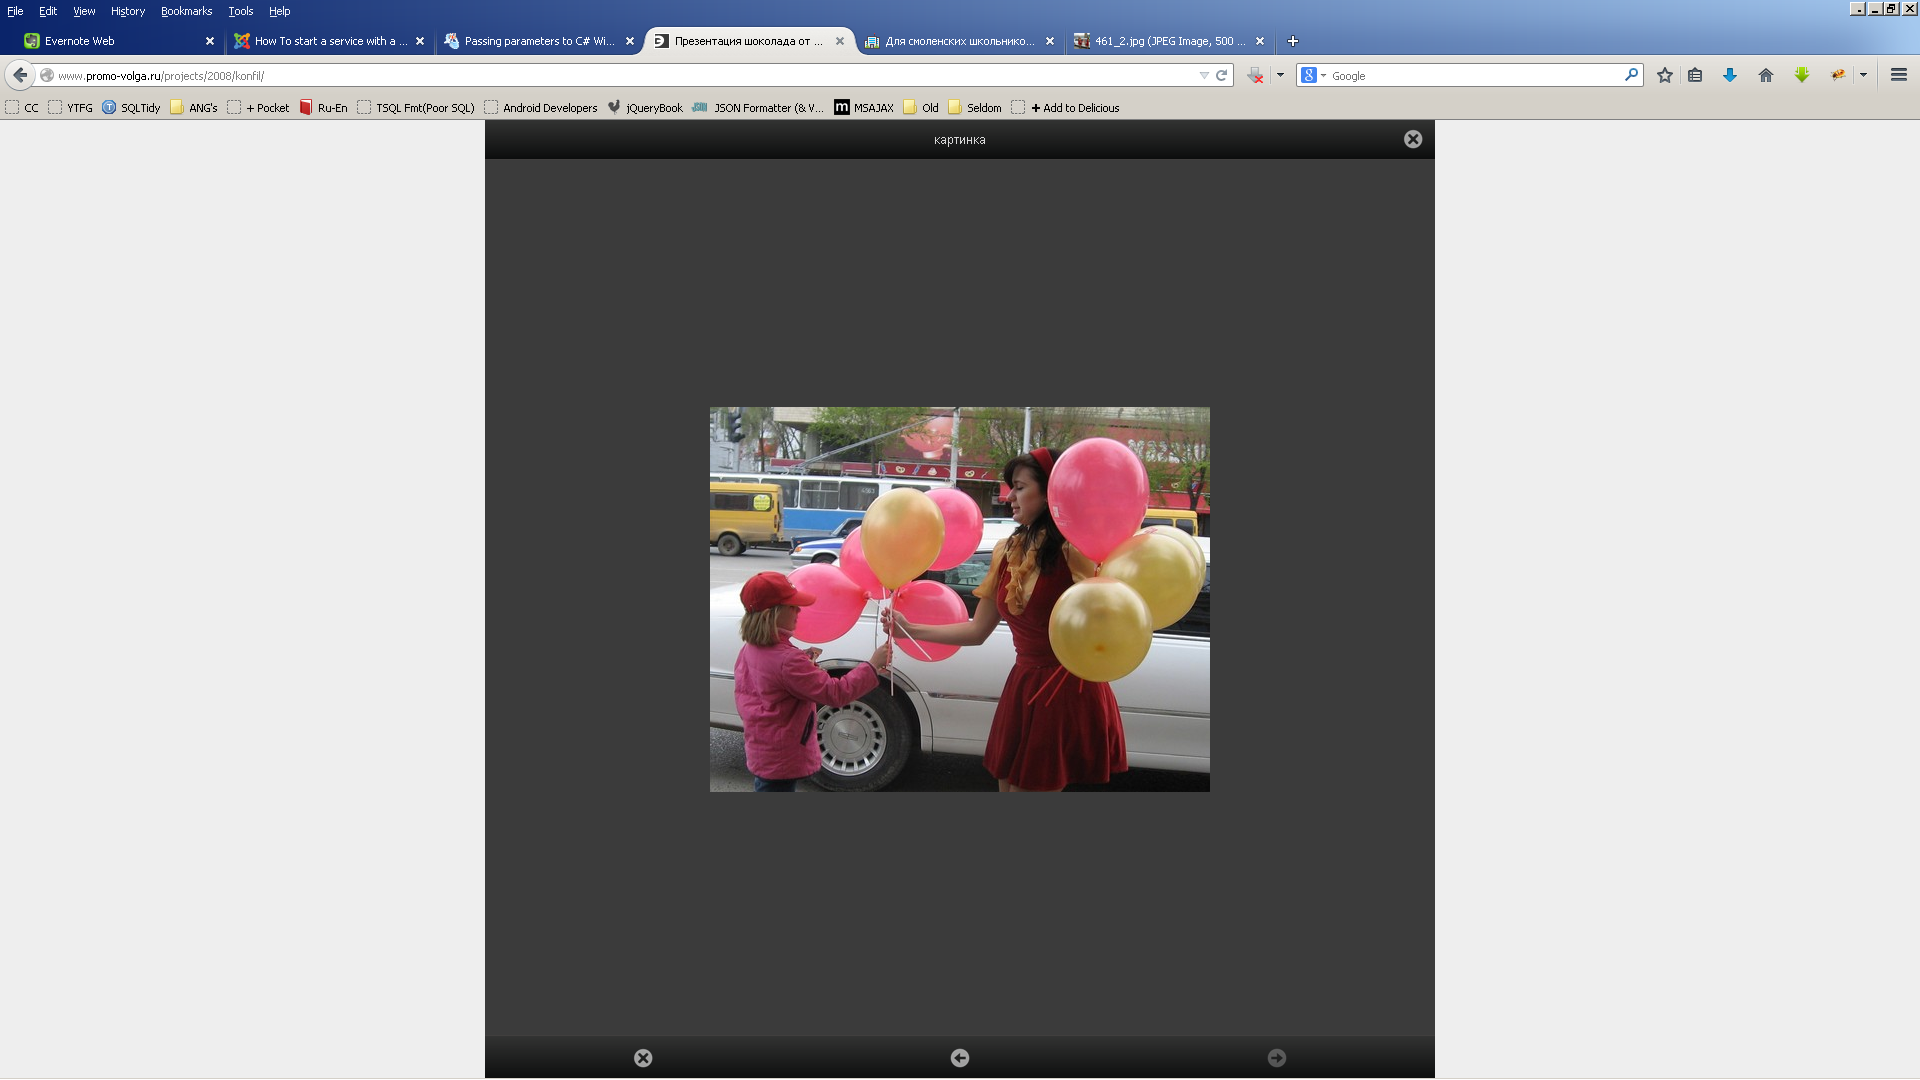 File Edit View History Bookmarks Tools Help
Evernote Web
How To start a service with a ...
Passing parameters to C# Wi...
Презентация шоколада от ...
Для смоленских школьнико...
461_2.jpg (JPEG Image, 500 ...
www.promo-volga.ru/projects/2008/konfil/
Google
CC YTFG SQLTidy ANG's + Pocket Ru-En TSQL Fmt(Poor SQL) Android Developers jQueryBook JSON Formatter (& V... MSAJAX Old Seldom + Add to Delicious
картинка